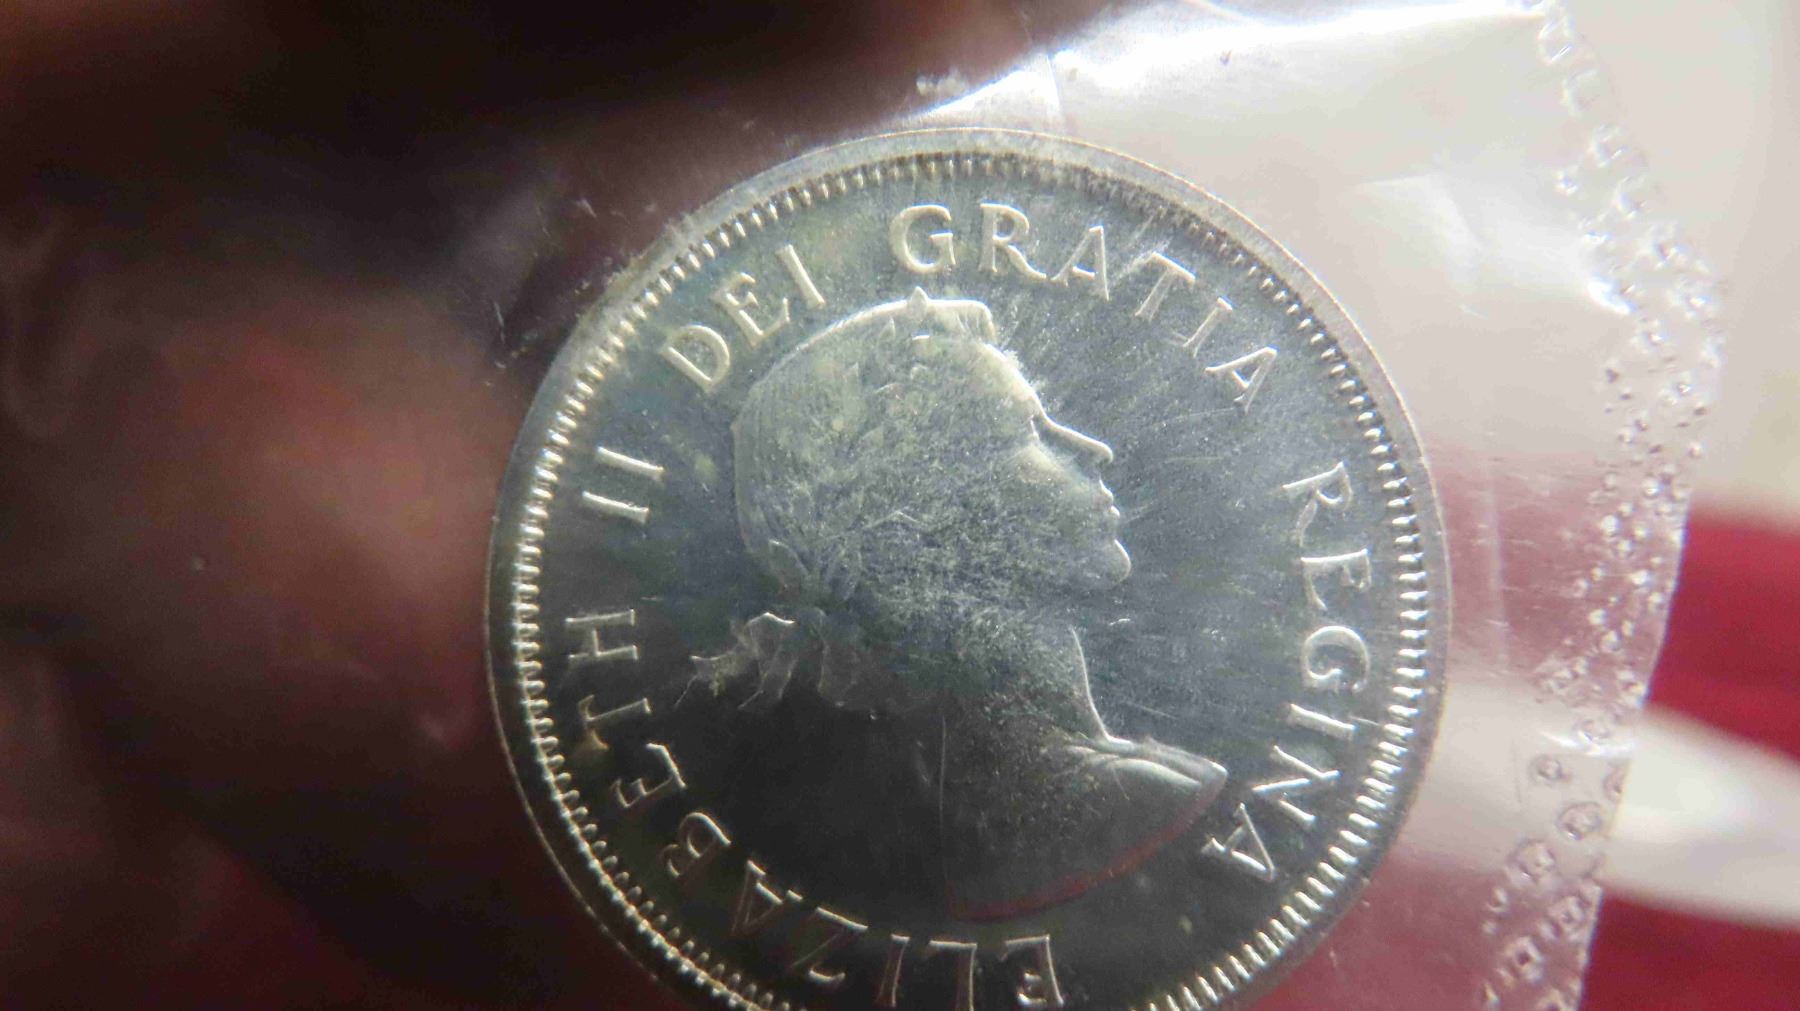 ELIZABETH II DEI GRATIA REGINA